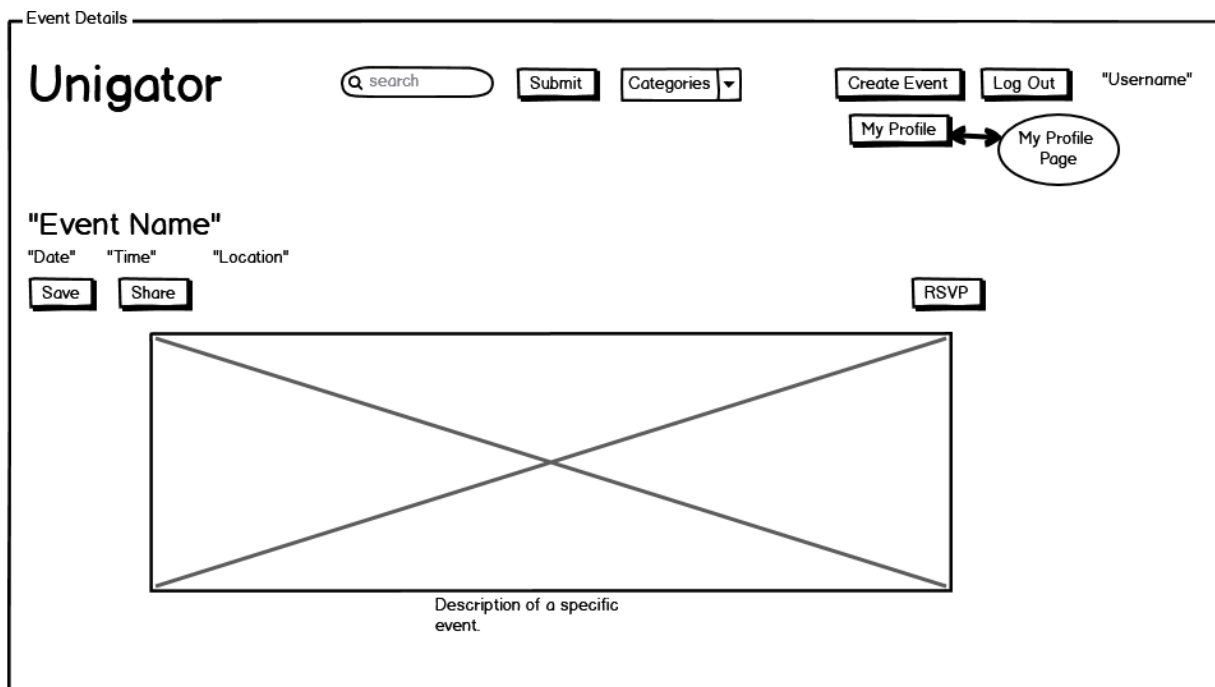 Event Details
Unigator
search
Submit
Categories
Create Event
Log Out
"Username"
My Profile
My Profile
Page
"Event Name"
"Date" "Time" "Location"
Save
Share
RSVP
Description of a specific
event.